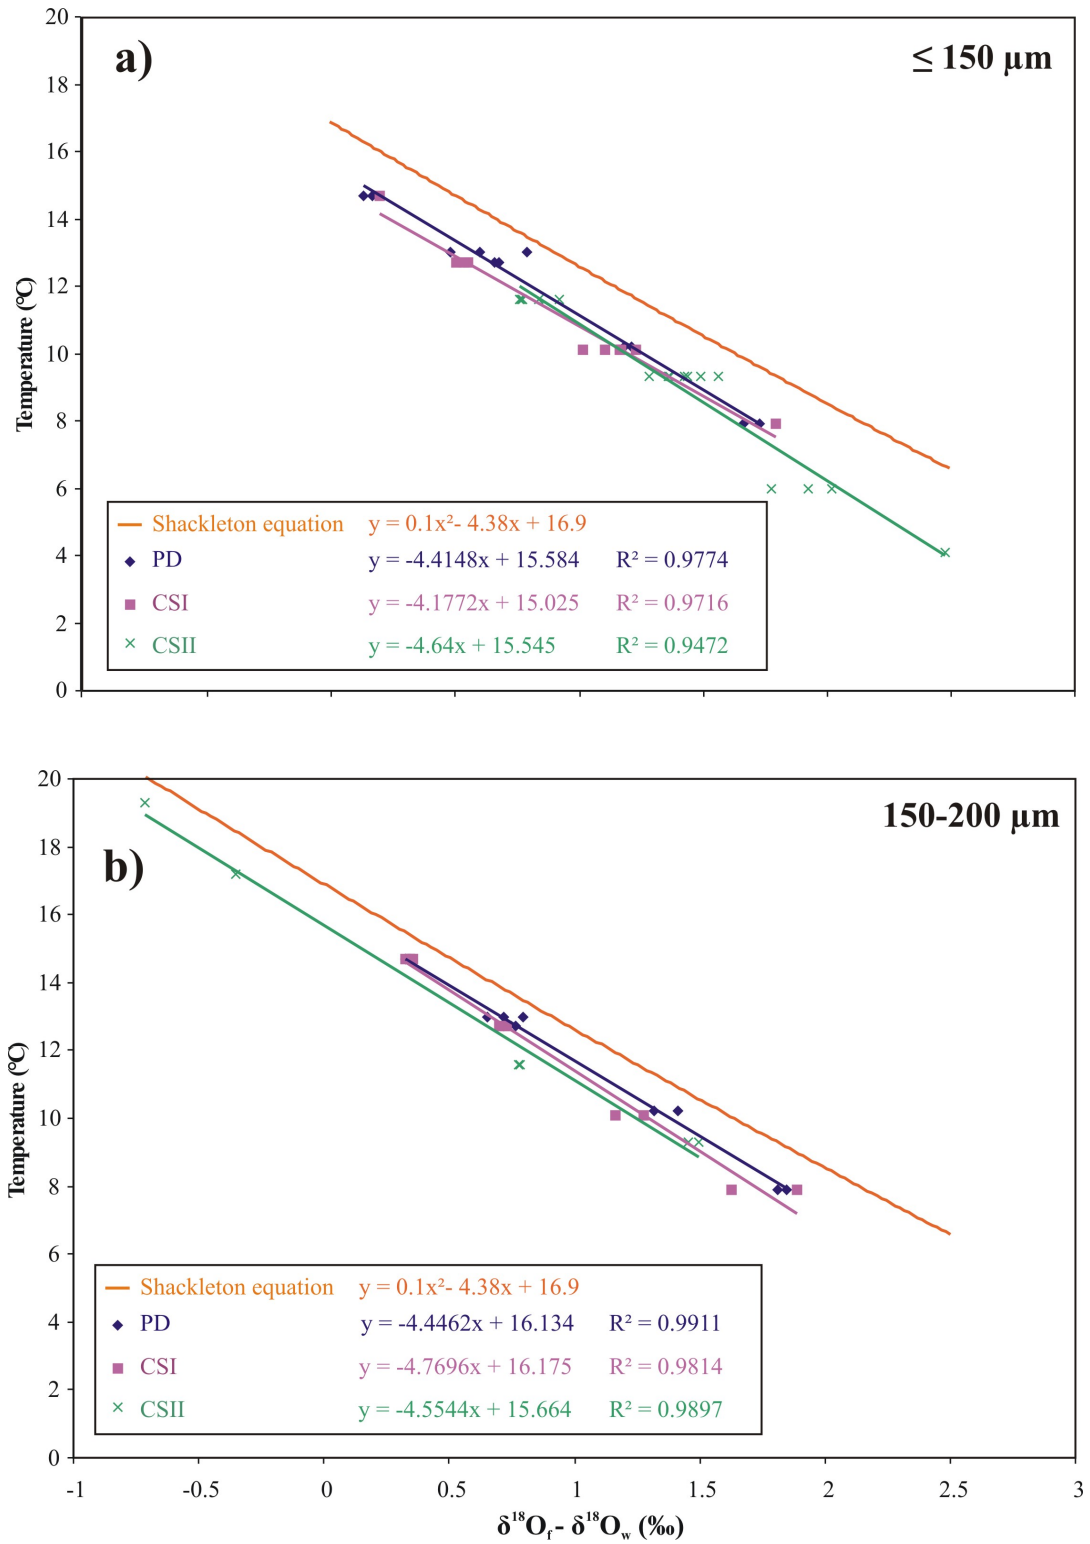 20
a)
≤ 150 µm
18
16
14
12
10
8
6
4
2
0
Temperature (°C)
Shackleton equation y = 0.1x²- 4.38x + 16.9
PD y = -4.4148x + 15.584 R² = 0.9774
CSI y = -4.1772x + 15.025 R² = 0.9716
CSII y = -4.64x + 15.545 R² = 0.9472
20
150-200 µm
b)
18
16
14
12
10
8
6
4
2
0
Temperature (°C)
Shackleton equation y = 0.1x²- 4.38x + 16.9
PD y = -4.4462x + 16.134 R² = 0.9911
CSI y = -4.7696x + 16.175 R² = 0.9814
CSII y = -4.5544x + 15.664 R² = 0.9897
-1 -0.5 0 0.5 1 1.5 2 2.5 3
δ¹⁸O_f - δ¹⁸O_w (‰)